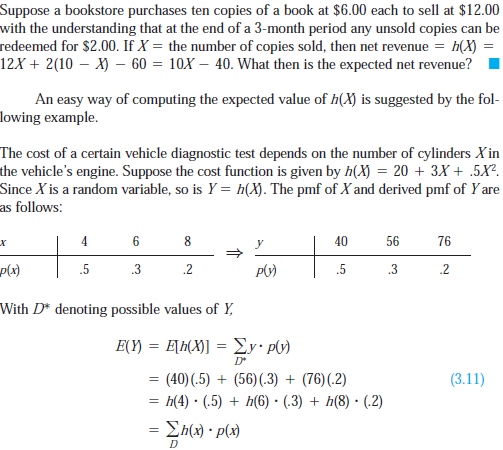 Suppose a bookstore purchases ten copies of a book at $6.00 each to sell at $12.00
with the understanding that at the end of a 3-month period any unsold copies can be
redeemed for $2.00. If X = the number of copies sold, then net revenue = h(X) =
12X + 2(10 − X) − 60 = 10X − 40. What then is the expected net revenue? ■
An easy way of computing the expected value of h(X) is suggested by the fol-
lowing example.
The cost of a certain vehicle diagnostic test depends on the number of cylinders X in
the vehicle's engine. Suppose the cost function is given by h(X) = 20 + 3X + .5X².
Since X is a random variable, so is Y = h(X). The pmf of X and derived pmf of Y are
as follows:
x 4 6 8 ⇒ y 40 56 76
p(x) .5 .3 .2 p(y) .5 .3 .2
With D* denoting possible values of Y,
E(Y) = E[h(X)] = Σ y · p(y)
D*
= (40)(.5) + (56)(.3) + (76)(.2) (3.11)
= h(4) · (.5) + h(6) · (.3) + h(8) · (.2)
= Σ h(x) · p(x)
D